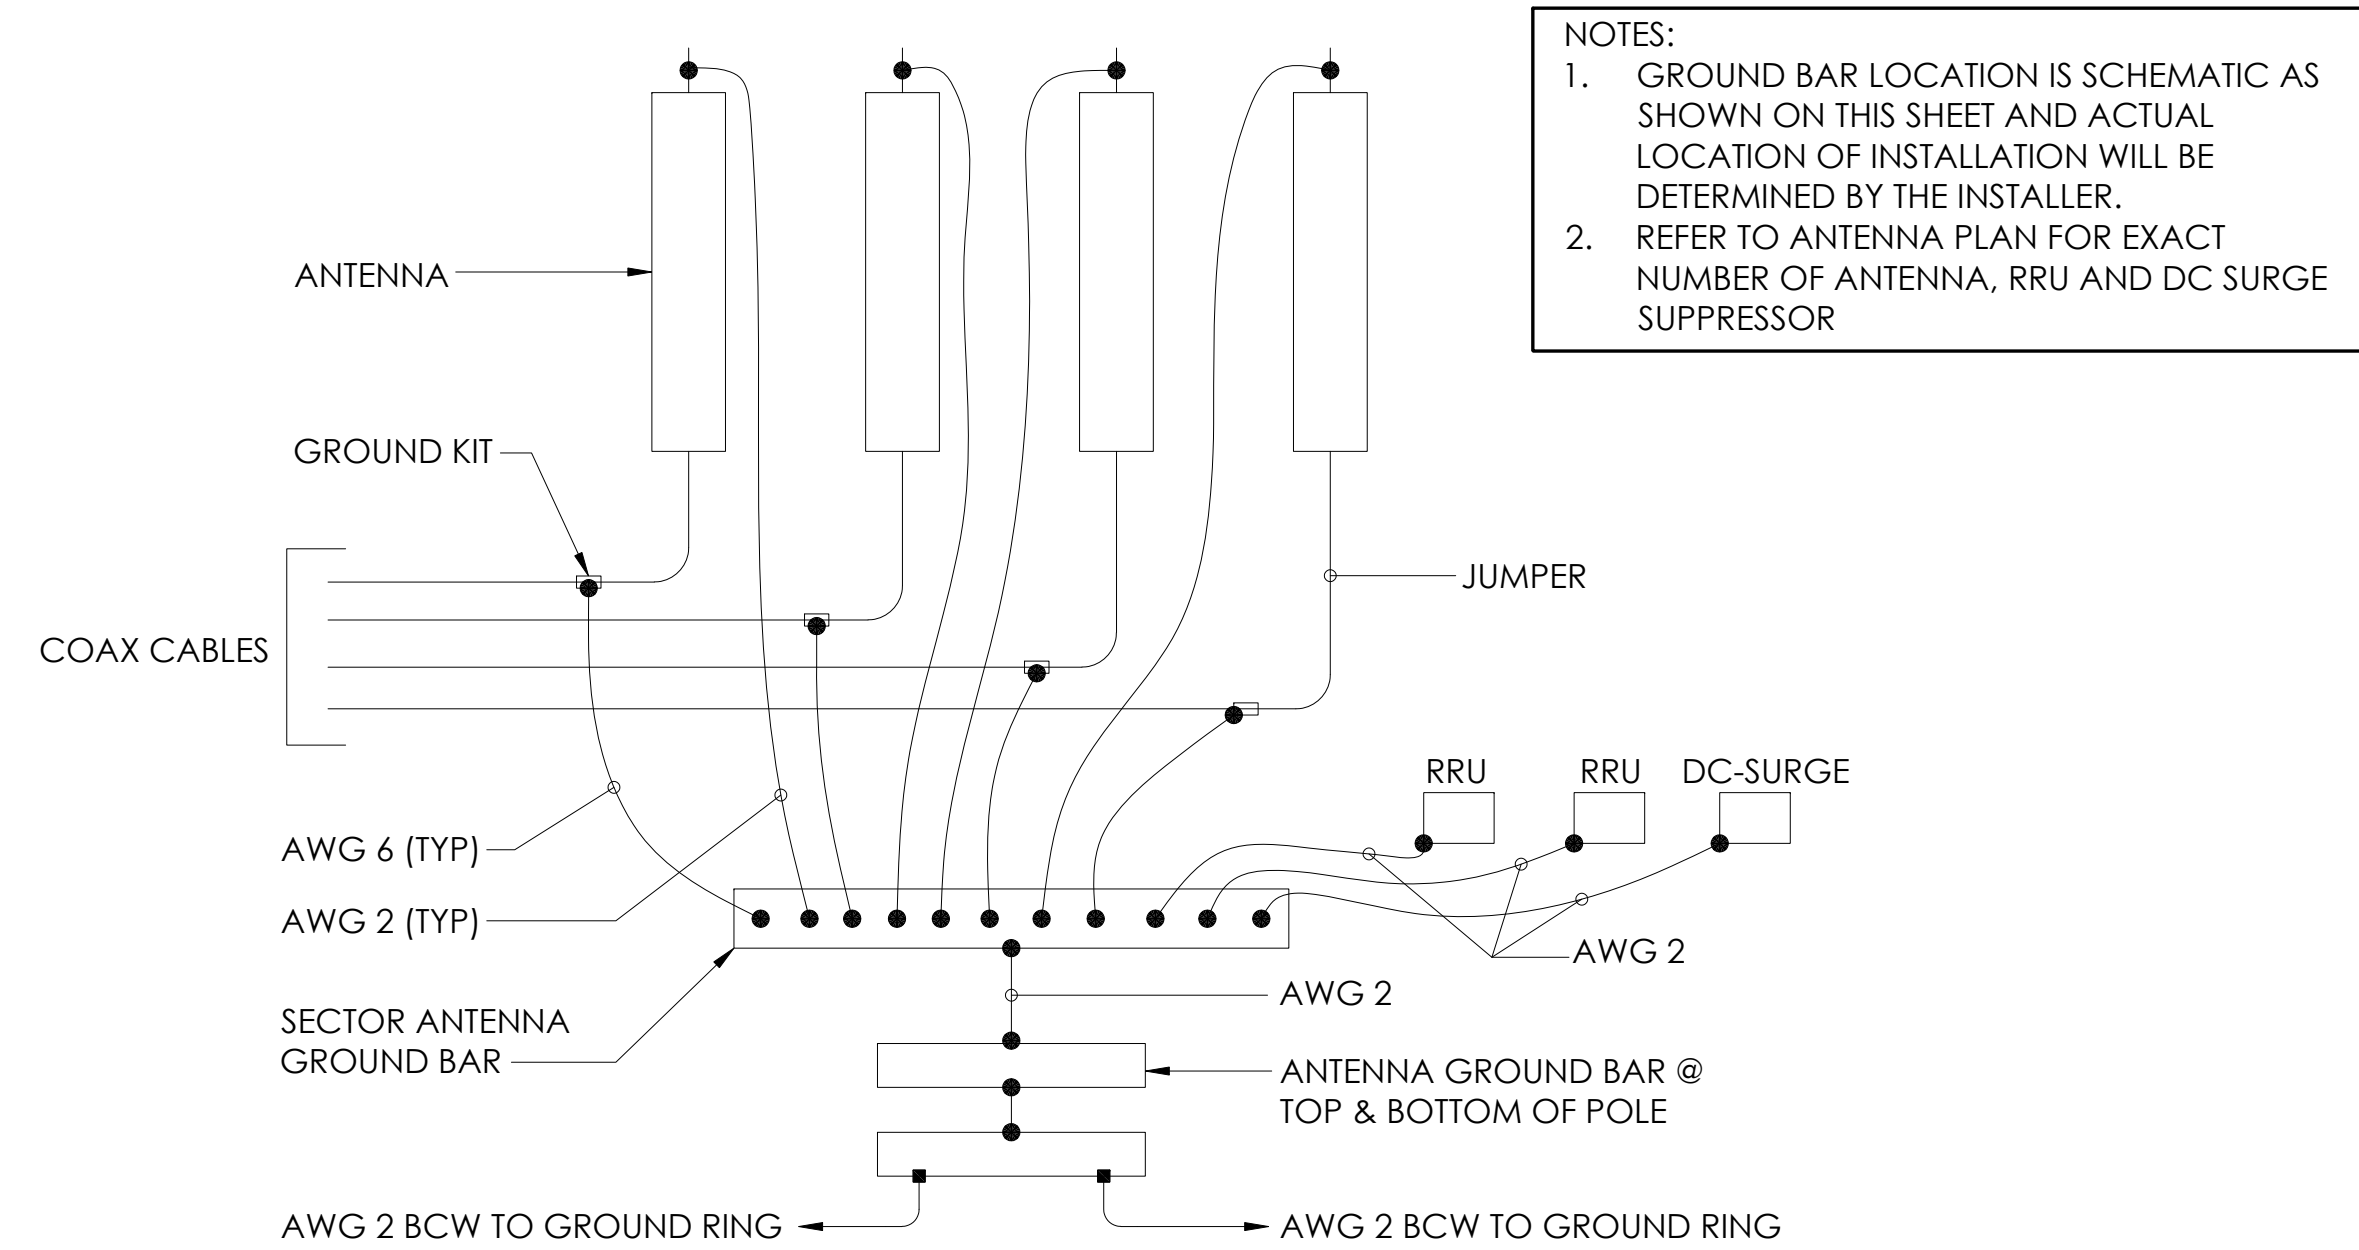 NOTES:
1. GROUND BAR LOCATION IS SCHEMATIC AS
SHOWN ON THIS SHEET AND ACTUAL
LOCATION OF INSTALLATION WILL BE
DETERMINED BY THE INSTALLER.
2. REFER TO ANTENNA PLAN FOR EXACT
NUMBER OF ANTENNA, RRU AND DC SURGE
SUPPRESSOR
ANTENNA
GROUND KIT
JUMPER
COAX CABLES
RRU
RRU
DC-SURGE
AWG 6 (TYP)
AWG 2 (TYP)
AWG 2
AWG 2
SECTOR ANTENNA
GROUND BAR
ANTENNA GROUND BAR @
TOP & BOTTOM OF POLE
AWG 2 BCW TO GROUND RING
AWG 2 BCW TO GROUND RING